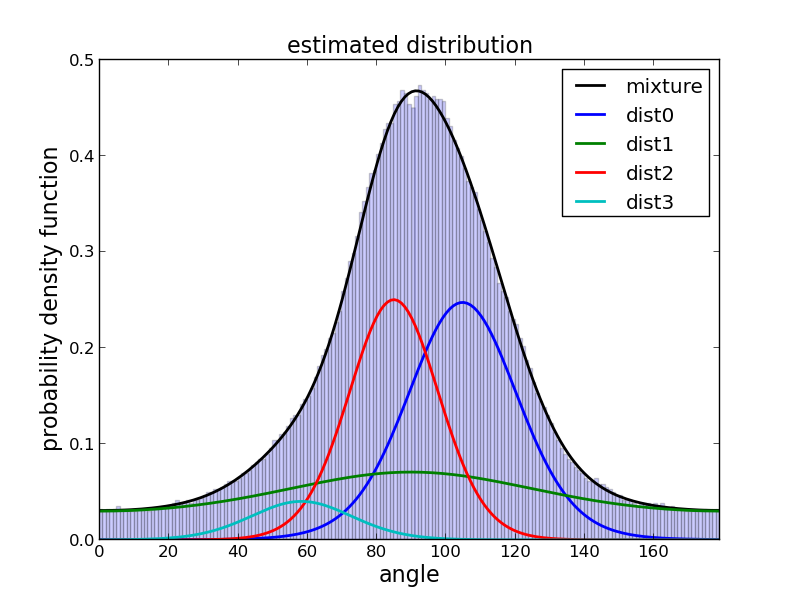 estimated distribution
probability density function
0.5
0.4
0.3
0.2
0.1
0.0
mixture
dist0
dist1
dist2
dist3
0 20 40 60 80 100 120 140 160
angle